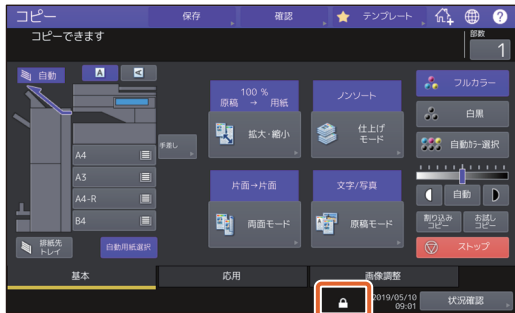 コピー
保存
確認
テンプレート
コピーできます
部数
1
自動
A
A
100 %
原稿 → 用紙
ノンソート
フルカラー
拡大・縮小
仕上げ
モード
白黒
自動カラー選択
手差し
A4
A3
A4-R
B4
片面→片面
文字/写真
両面モード
原稿モード
自動
割り込み
コピー
お試し
コピー
排紙先
トレイ
自動用紙選択
ストップ
基本
応用
画像調整
2019/05/10
09:01
状況確認